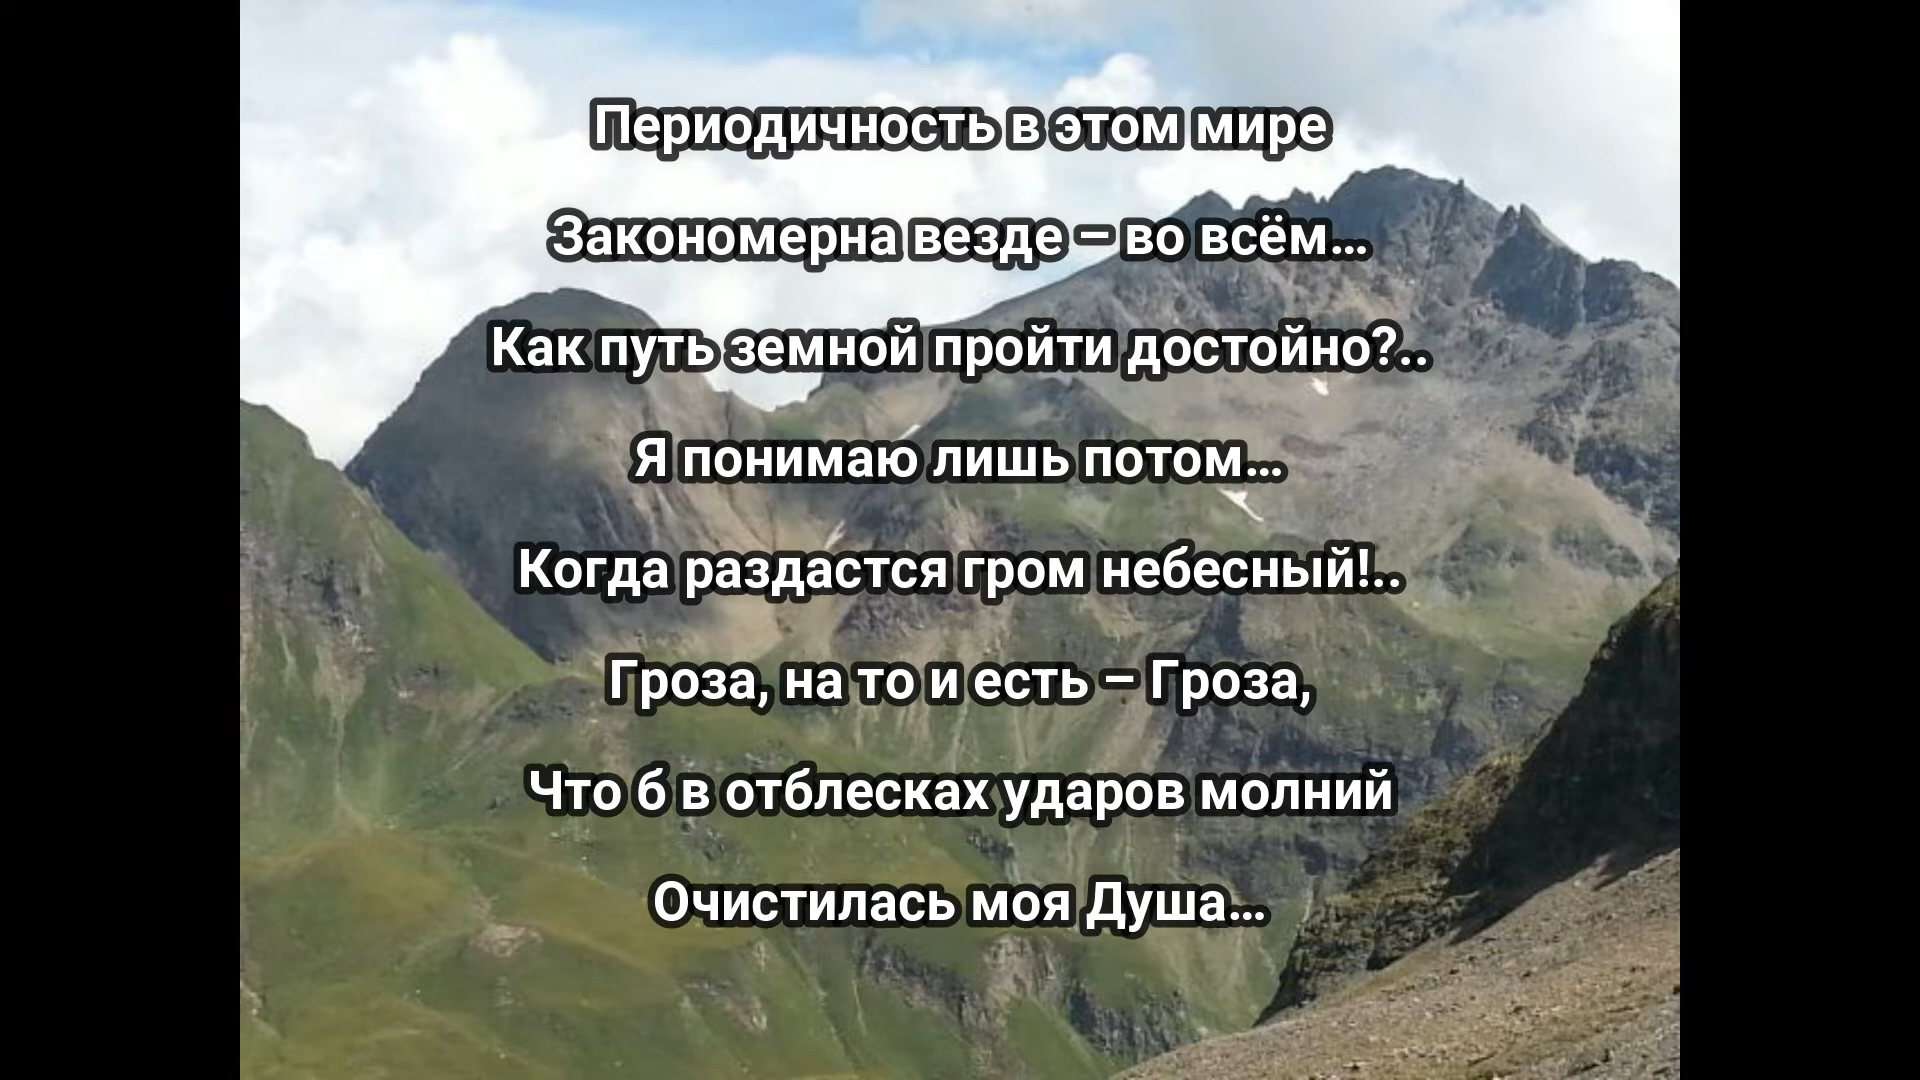 Периодичность в этом мире
Закономерна везде – во всём...
Как путь земной пройти достойно?..
Я понимаю лишь потом...
Когда раздастся гром небесный!..
Гроза, на то и есть – Гроза,
Что б в отблесках ударов молний
Очистилась моя Душа...